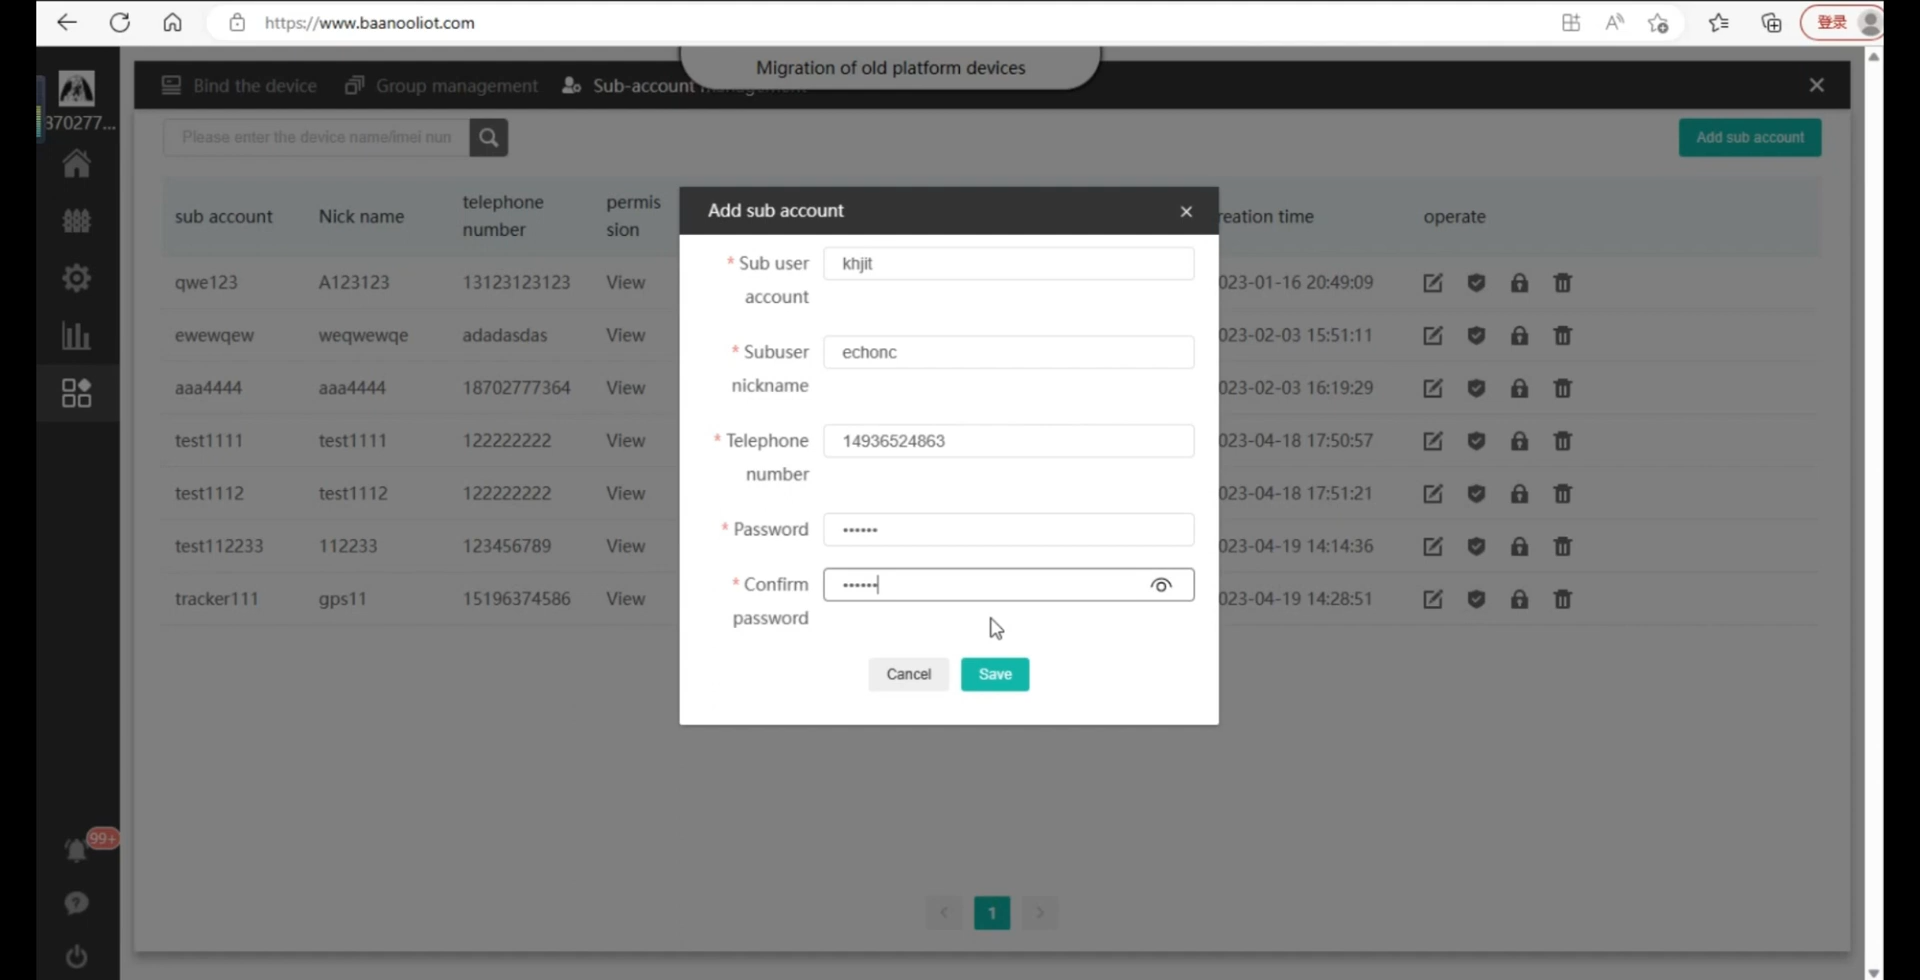 https://www.baanooliot.com
登录
Migration of old platform devices
Bind the device
Group management
Sub-account management
370277...
Please enter the device name/imei nun
Add sub account
sub account
Nick name
telephone
number
permis
sion
reation time
operate
qwe123 A123123 13123123123 View 023-01-16 20:49:09
ewewqew weqwewqe adadasdas View 023-02-03 15:51:11
aaa4444 aaa4444 18702777364 View 023-02-03 16:19:29
test1111 test1111 122222222 View 023-04-18 17:50:57
test1112 test1112 122222222 View 023-04-18 17:51:21
test112233 112233 123456789 View 023-04-19 14:14:36
tracker111 gps11 15196374586 View 023-04-19 14:28:51
Add sub account
* Sub user
account
khjit
* Subuser
nickname
echonc
* Telephone
number
14936524863
* Password
••••••
* Confirm
password
••••••
Cancel
Save
99+
1